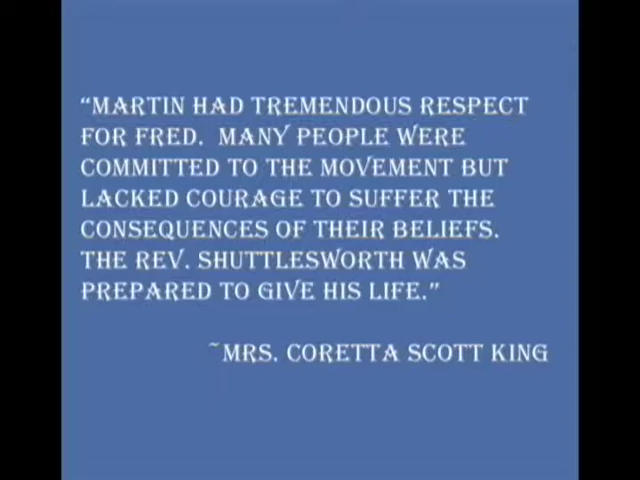 “MARTIN HAD TREMENDOUS RESPECT
FOR FRED. MANY PEOPLE WERE
COMMITTED TO THE MOVEMENT BUT
LACKED COURAGE TO SUFFER THE
CONSEQUENCES OF THEIR BELIEFS.
THE REV. SHUTTLESWORTH WAS
PREPARED TO GIVE HIS LIFE.”
~MRS. CORETTA SCOTT KING